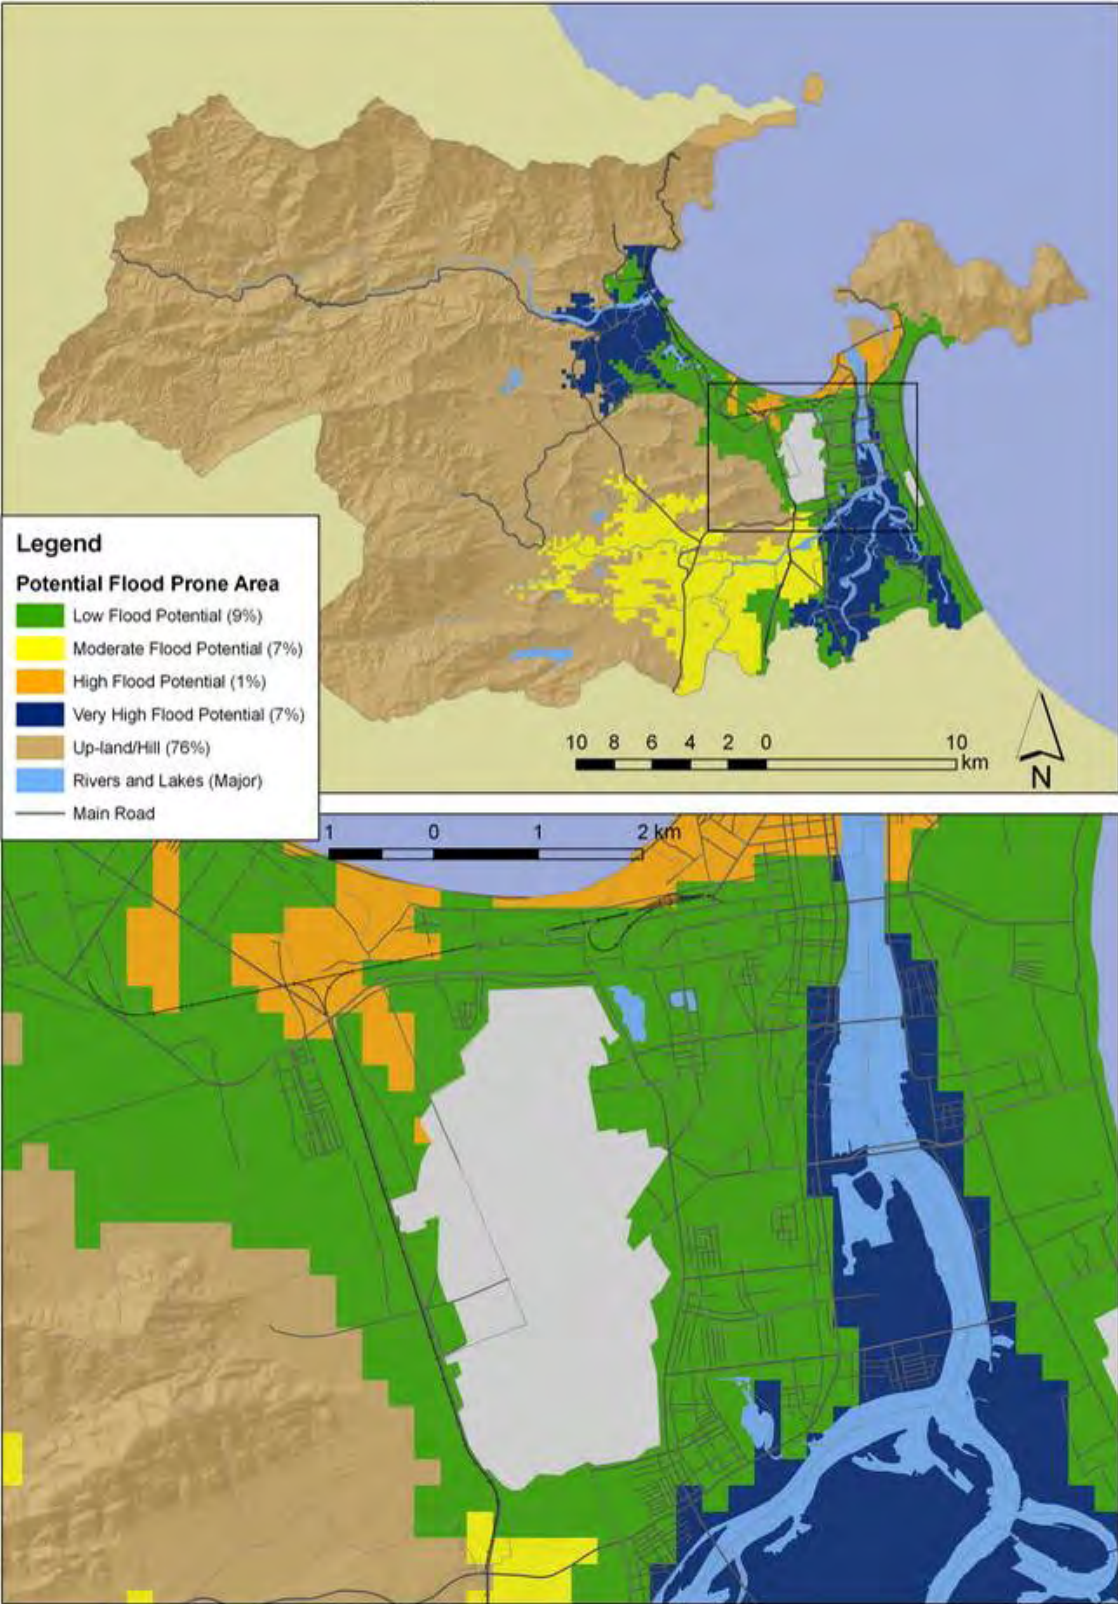 Legend
Potential Flood Prone Area
Low Flood Potential (9%)
Moderate Flood Potential (7%)
High Flood Potential (1%)
Very High Flood Potential (7%)
Up-land/Hill (76%)
Rivers and Lakes (Major)
Main Road
10 8 6 4 2 0 10
km
N
1 0 1 2 km